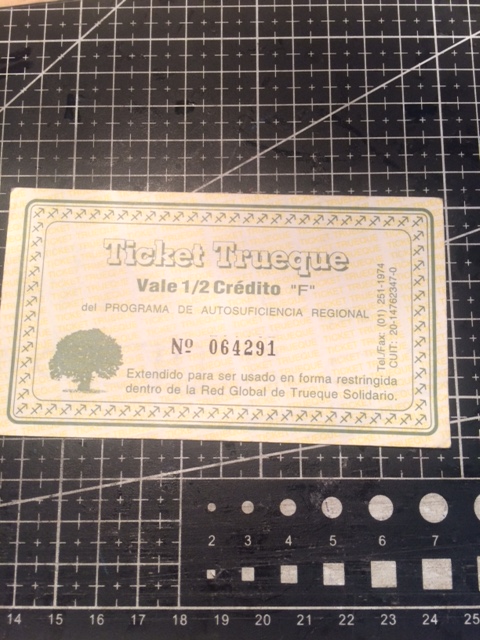 Ticket Trueque
Vale 1/2 Crédito "F"
del PROGRAMA DE AUTOSUFICIENCIA REGIONAL
Nº 064291
Extendido para ser usado en forma restringida
dentro de la Red Global de Trueque Solidario.
Tel./Fax: (01) 251-1974
CUIT: 20-14762347-0
2 3 4 5 6 7
14 15 16 17 18 19 20 21 22 23 24 25